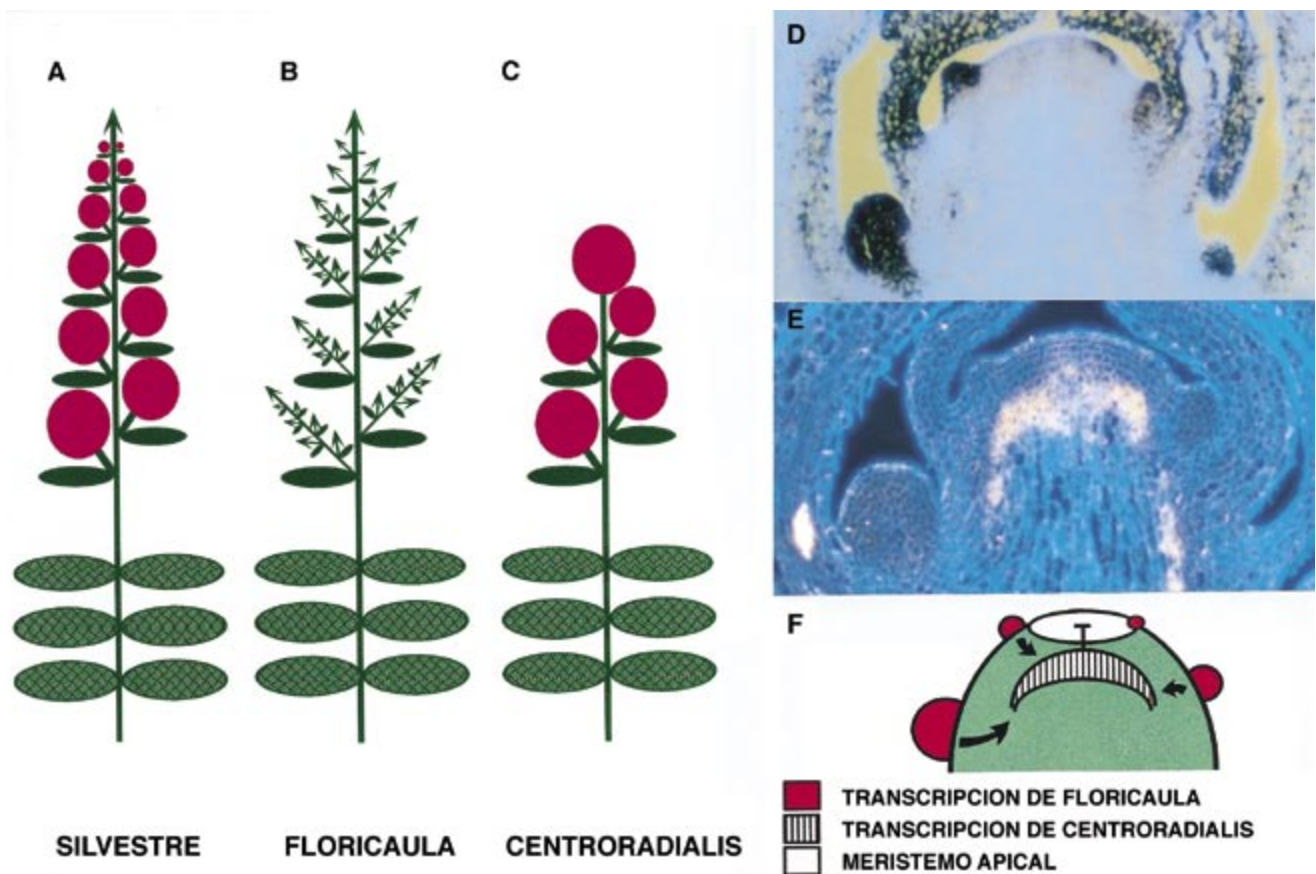 A
B
C
D
E
F
SILVESTRE
FLORICAULA
CENTRORADIALIS
TRANSCRIPCION DE FLORICAULA
TRANSCRIPCION DE CENTRORADIALIS
MERISTEMO APICAL